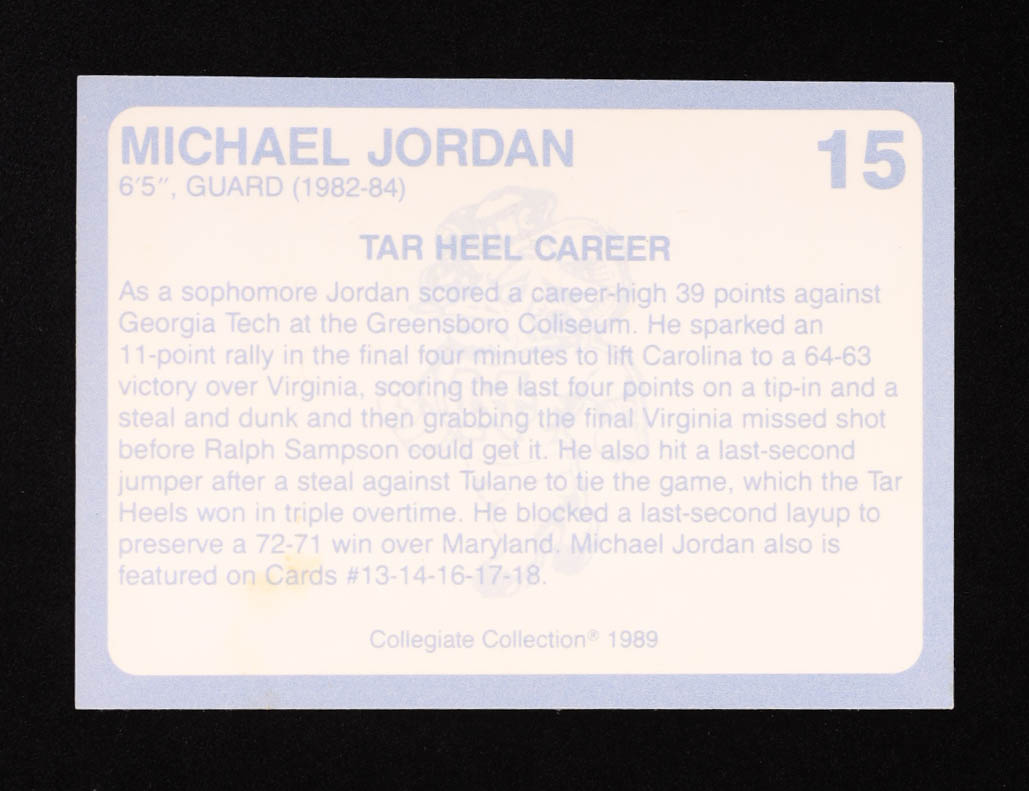 MICHAEL JORDAN
15
6'5", GUARD (1982-84)
TAR HEEL CAREER
As a sophomore Jordan scored a career-high 39 points against
Georgia Tech at the Greensboro Coliseum. He sparked an
11-point rally in the final four minutes to lift Carolina to a 64-63
victory over Virginia, scoring the last four points on a tip-in and a
steal and dunk and then grabbing the final Virginia missed shot
before Ralph Sampson could get it. He also hit a last-second
jumper after a steal against Tulane to tie the game, which the Tar
Heels won in triple overtime. He blocked a last-second layup to
preserve a 72-71 win over Maryland. Michael Jordan also is
featured on Cards #13-14-16-17-18.
Collegiate Collection® 1989